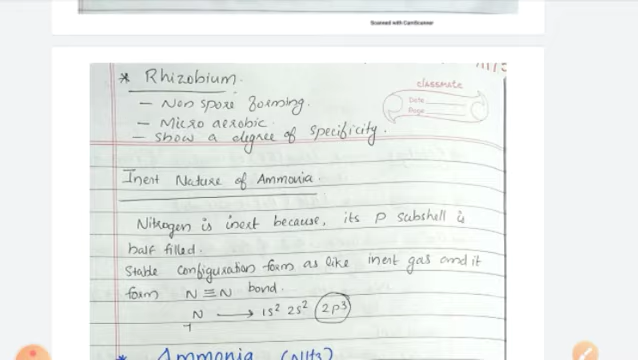 Scanned with CamScanner
classmate
Date
Page
* Rhizobium.
– Non spore forming.
– Micro aerobic.
– Show a degree of specificity.
Inert Nature of Ammonia.
Nitrogen is inert because, its P subshell is
half filled.
Stable configuration form as like inert gas and it
form N≡N bond.
N ⟶ 1s² 2s² 2p³
7
* Ammonia (NH3)